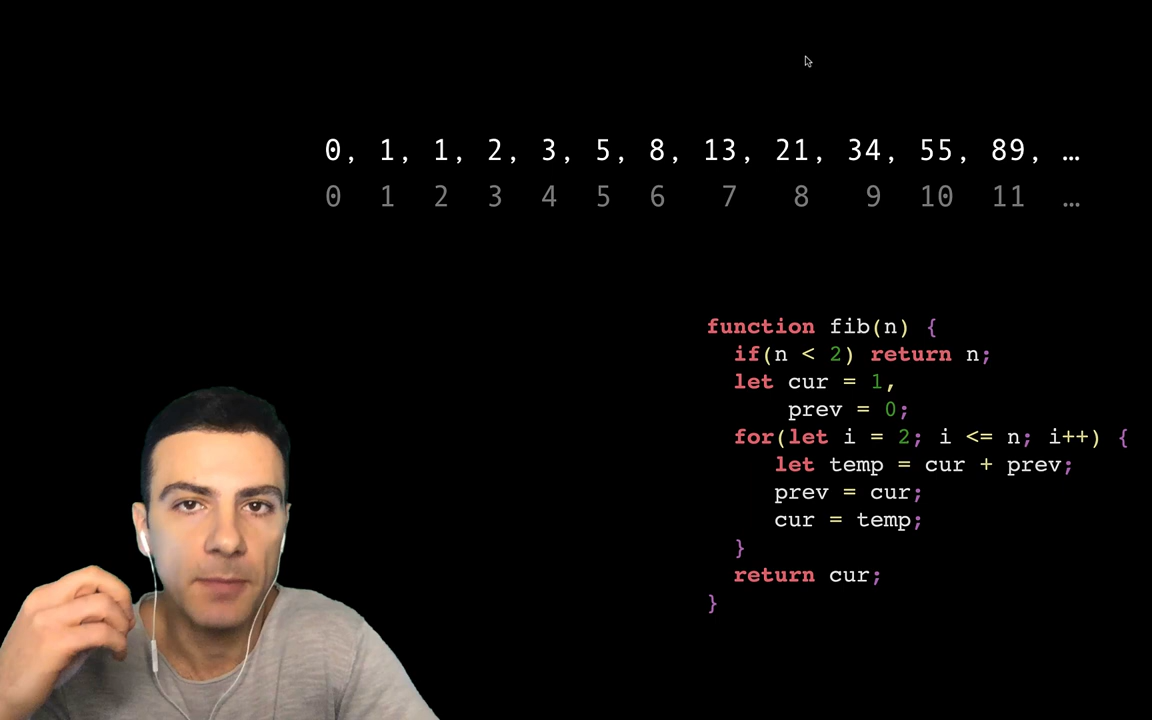 0, 1, 1, 2, 3, 5, 8, 13, 21, 34, 55, 89, …
0 1 2 3 4 5 6 7 8 9 10 11 …
function fib(n) {
if(n < 2) return n;
let cur = 1,
prev = 0;
for(let i = 2; i <= n; i++) {
let temp = cur + prev;
prev = cur;
cur = temp;
}
return cur;
}